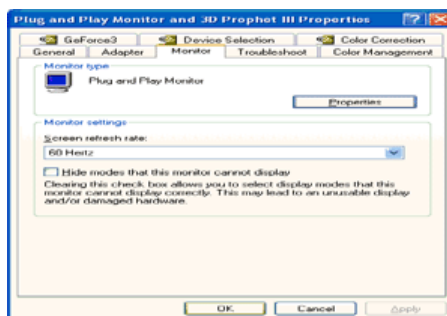 Plug and Play Monitor and 3D Prophet III Properties
GeForce3 Device Selection Color Correction
General Adapter Monitor Troubleshoot Color Management
Monitor type
Plug and Play Monitor
Properties
Monitor settings
Screen refresh rate:
60 Hertz
Hide modes that this monitor cannot display
Clearing this check box allows you to select display modes that this
monitor cannot display correctly. This may lead to an unusable display
and/or damaged hardware.
OK Cancel Apply